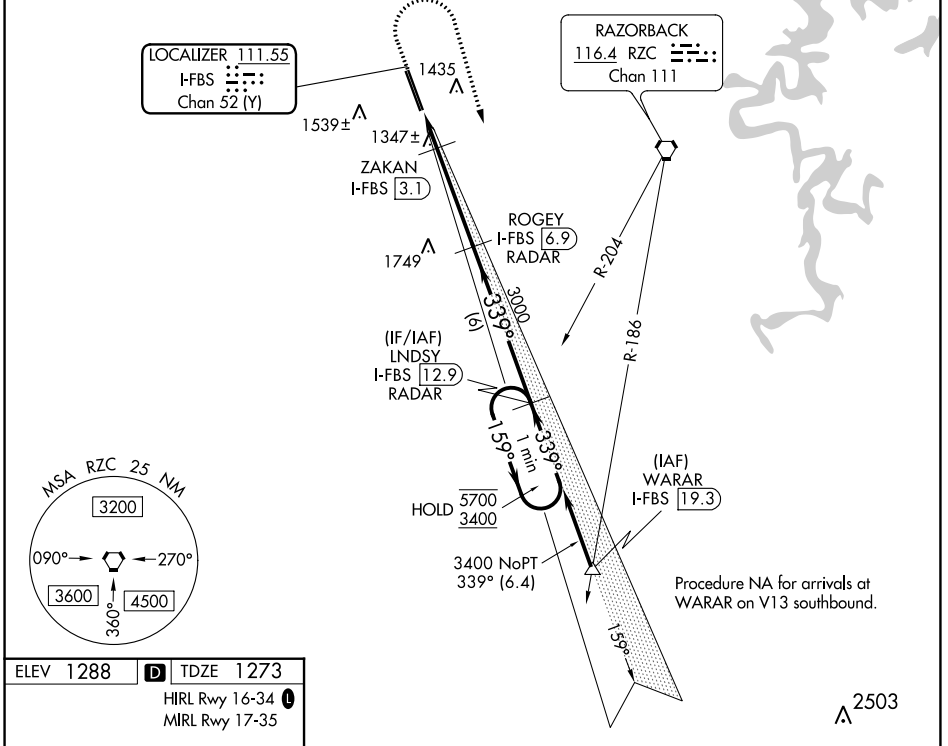 LOCALIZER 111.55
I-FBS
Chan 52 (Y)
RAZORBACK
116.4 RZC
Chan 111
1435
1539±
1347±
ZAKAN
I-FBS 3.1
ROGEY
I-FBS 6.9
RADAR
1749
R-204
R-186
3000
339°
(6)
(IF/IAF)
LNDSY
I-FBS 12.9
RADAR
159°
1 min
339°
HOLD 5700
3400
(IAF)
WARAR
I-FBS 19.3
3400 NoPT
339° (6.4)
Procedure NA for arrivals at
WARAR on V13 southbound.
159°
2503
MSA RZC 25 NM
3200
090°
270°
3600
4500
360°
ELEV 1288 D TDZE 1273
HIRL Rwy 16-34 L
MIRL Rwy 17-35